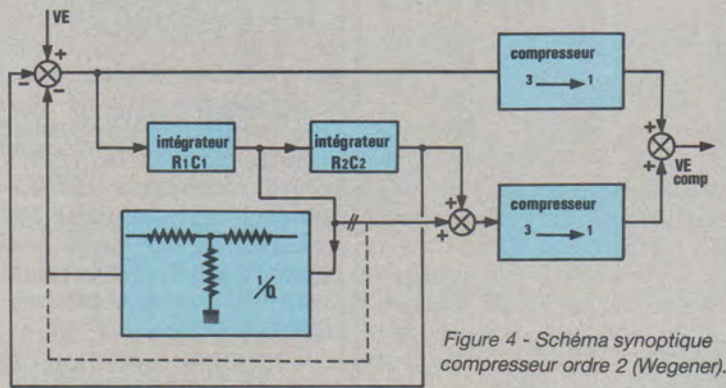 VE
+
-
-
compresseur
3 → 1
intégrateur
R1C1
intégrateur
R2C2
+
+
VE
comp
+
+
compresseur
3 → 1
1/Q
Figure 4 - Schéma synoptique
compresseur ordre 2 (Wegener).